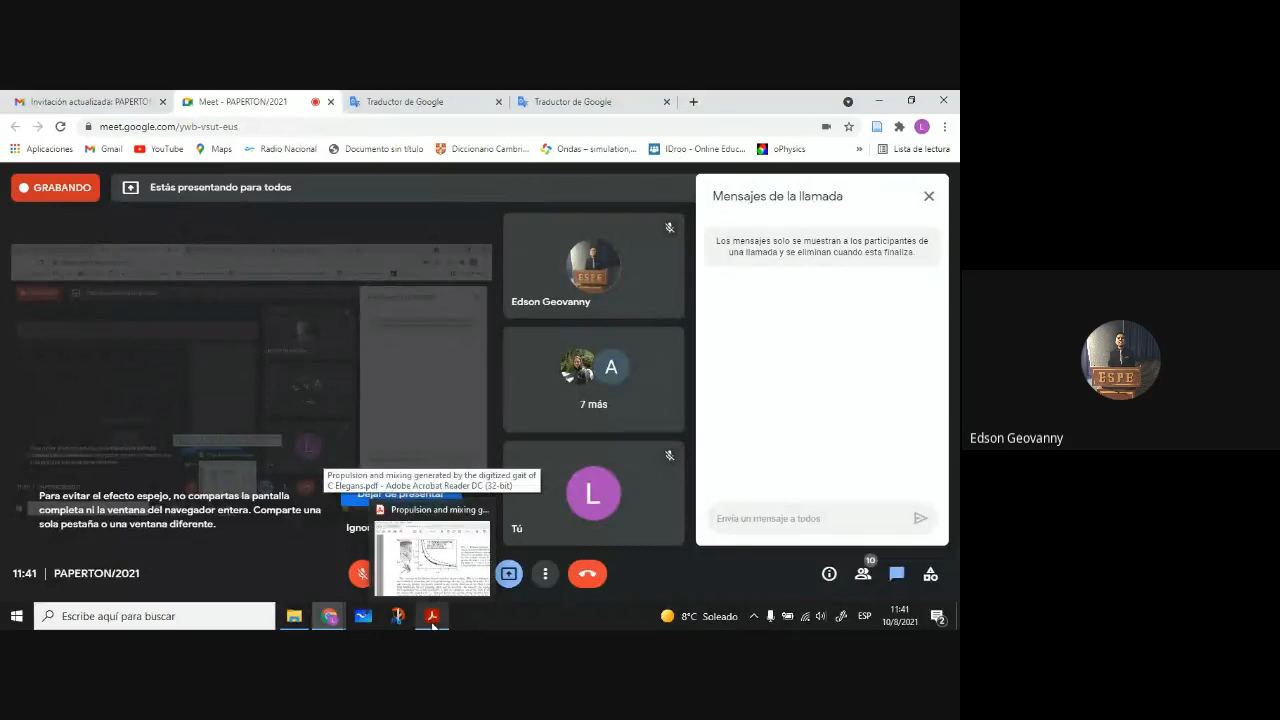 Invitación actualizada: PAPERTO
Meet - PAPERTON/2021
Traductor de Google
Traductor de Google
meet.google.com/ywb-vsut-eus
L
Aplicaciones
Gmail
YouTube
Maps
Radio Nacional
Documento sin título
Diccionario Cambri...
Ondas – simulation,...
IDroo - Online Educ...
oPhysics
»
Lista de lectura
GRABANDO
Estás presentando para todos
Mensajes de la llamada
Los mensajes solo se muestran a los participantes de
una llamada y se eliminan cuando esta finaliza.
ESPE
Edson Geovanny
A
7 más
L
Tú
Propulsion and mixing generated by the digitized gait of
C Elegans.pdf - Adobe Acrobat Reader DC (32-bit)
Dejar de presentar
Para evitar el efecto espejo, no compartas la pantalla
completa ni la ventana del navegador entera. Comparte una
sola pestaña o una ventana diferente.
Igno
Propulsion and mixing g...
Envía un mensaje a todos
11:41 | PAPERTON/2021
10
Escribe aquí para buscar
8°C Soleado
ESP
11:41
10/8/2021
2
ESPE
Edson Geovanny